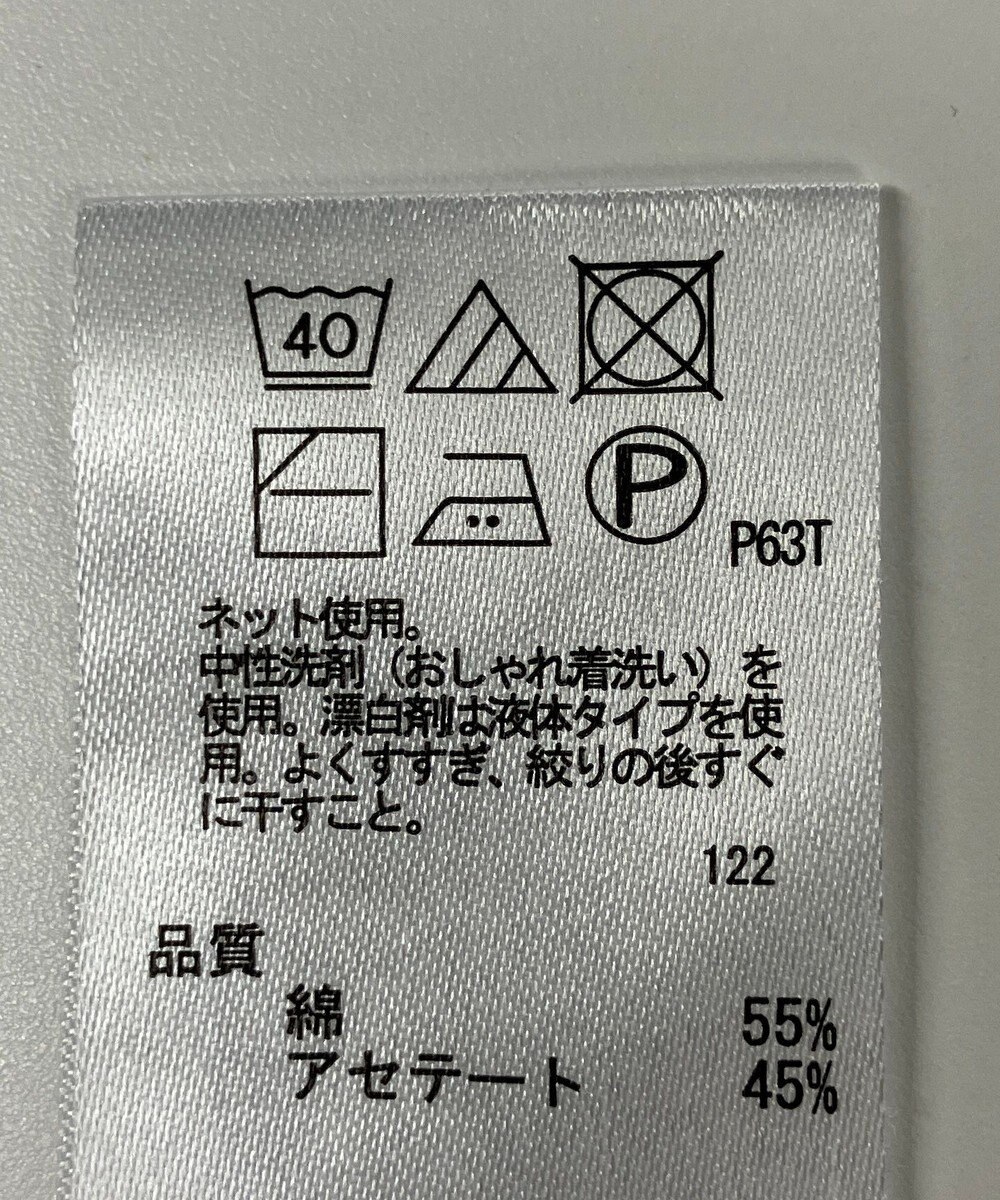 40
P
P63T
ネット使用。
中性洗剤（おしゃれ着洗い）を
使用。漂白剤は液体タイプを使
用。よくすすぎ、絞りの後すぐ
に干すこと。
122
品質
綿 55%
アセテート 45%